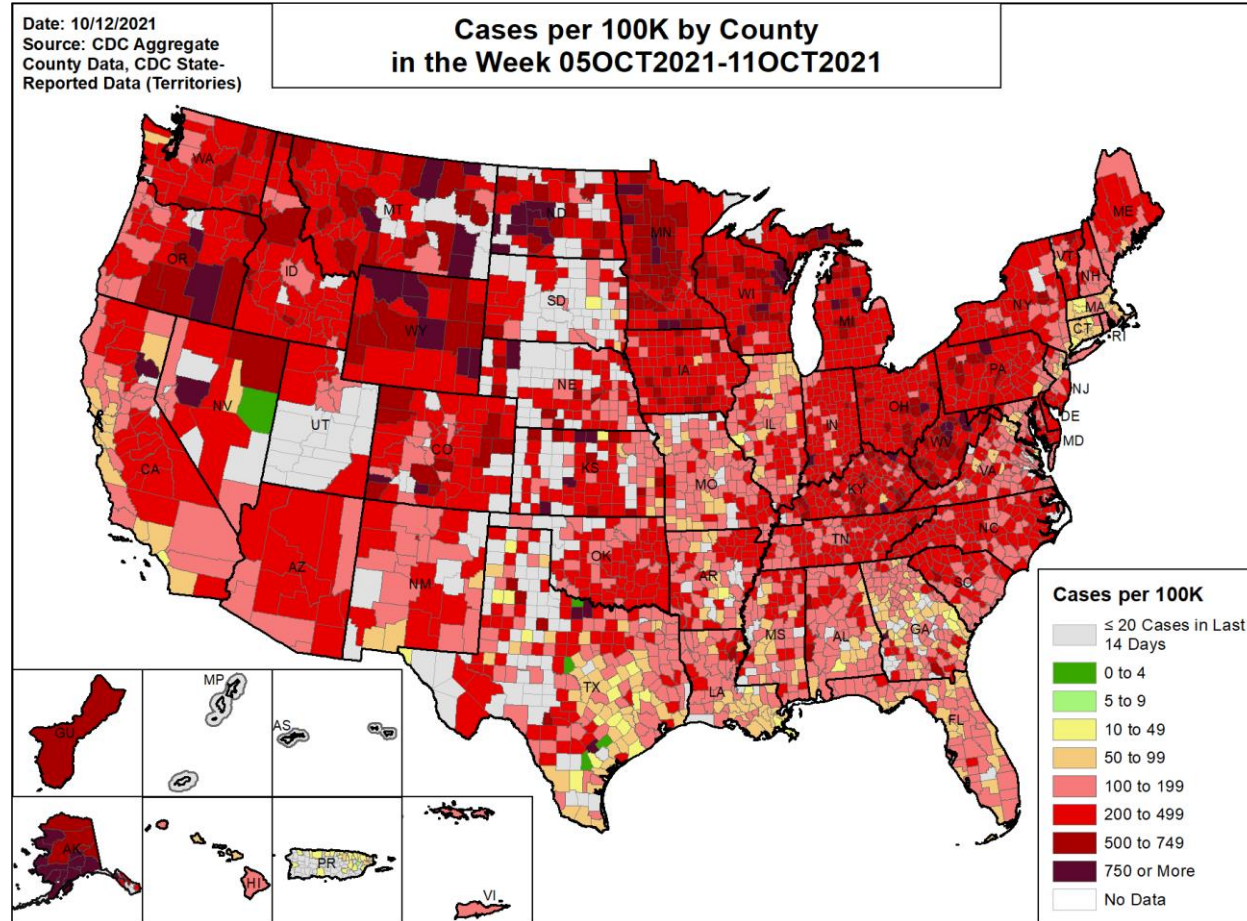 Date: 10/12/2021
Source: CDC Aggregate
County Data, CDC State-
Reported Data (Territories)
Cases per 100K by County
in the Week 05OCT2021-11OCT2021
WA
MT
ND
MN
ME
OR
ID
SD
WI
MI
VT
NH
NY
MA
CT
RI
WY
NE
IA
PA
NJ
NV
UT
IL
IN
OH
DE
MD
CA
CO
KS
MO
WV
VA
KY
AZ
NM
OK
AR
TN
NC
SC
MS
AL
GA
TX
LA
FL
GU
MP
AS
AK
HI
PR
VI
Cases per 100K
≤ 20 Cases in Last
14 Days
0 to 4
5 to 9
10 to 49
50 to 99
100 to 199
200 to 499
500 to 749
750 or More
No Data